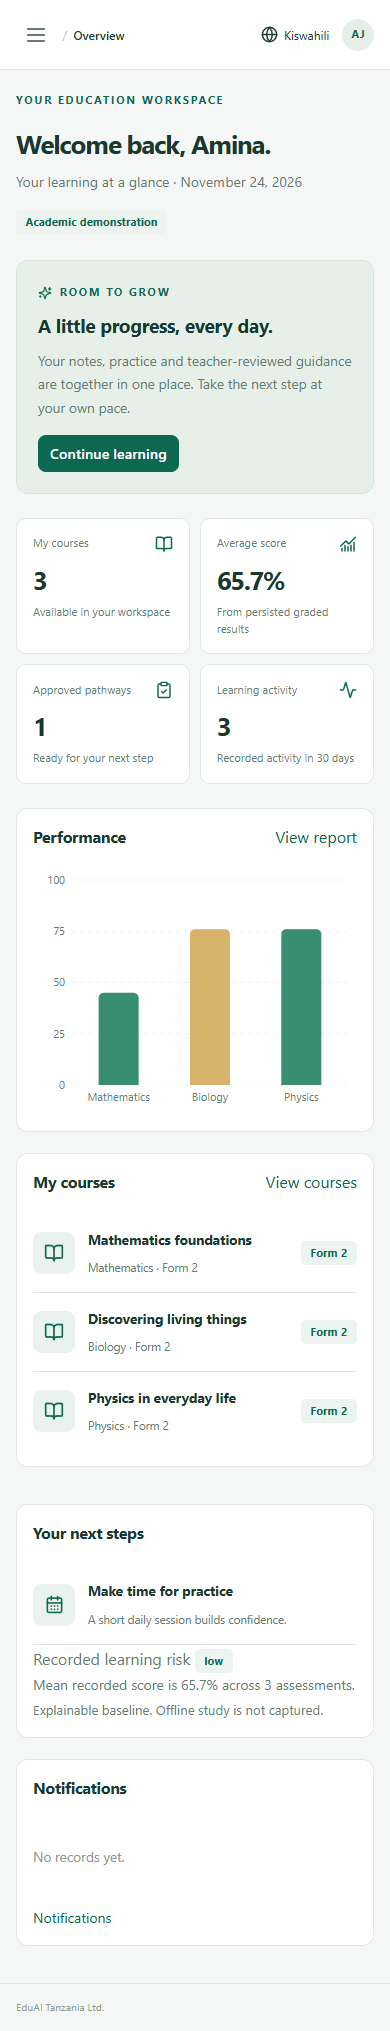 / Overview
Kiswahili
AJ
YOUR EDUCATION WORKSPACE
Welcome back, Amina.
Your learning at a glance · November 24, 2026
Academic demonstration
ROOM TO GROW
A little progress, every day.
Your notes, practice and teacher-reviewed guidance
are together in one place. Take the next step at
your own pace.
Continue learning
My courses
3
Available in your workspace
Average score
65.7%
From persisted graded
results
Approved pathways
1
Ready for your next step
Learning activity
3
Recorded activity in 30 days
Performance
View report
100
75
50
25
0
Mathematics
Biology
Physics
My courses
View courses
Mathematics foundations
Mathematics · Form 2
Form 2
Discovering living things
Biology · Form 2
Form 2
Physics in everyday life
Physics · Form 2
Form 2
Your next steps
Make time for practice
A short daily session builds confidence.
Recorded learning risk low
Mean recorded score is 65.7% across 3 assessments.
Explainable baseline. Offline study is not captured.
Notifications
No records yet.
Notifications
EduAI Tanzania Ltd.